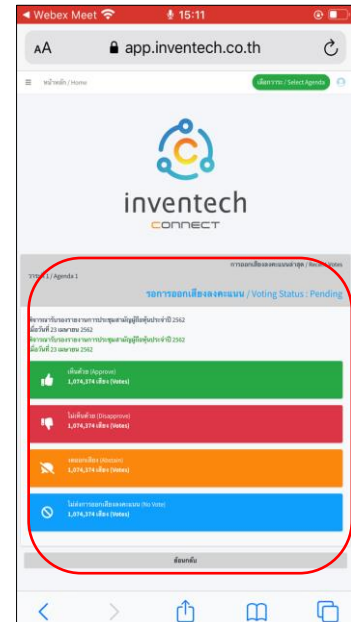 Webex Meet 15:11
AA app.inventech.co.th
หน้าหลัก / Home เลือกวาระ / Select Agenda
inventech
CONNECT
การออกเสียงลงคะแนนล่าสุด / Recent Votes
วาระที่ 1 / Agenda 1
รอการออกเสียงลงคะแนน / Voting Status : Pending
พิจารณารับรองรายงานการประชุมสามัญผู้ถือหุ้นประจำปี 2562
เมื่อวันที่ 23 เมษายน 2562
พิจารณารับรองรายงานการประชุมสามัญผู้ถือหุ้นประจำปี 2562
เมื่อวันที่ 23 เมษายน 2562
เห็นด้วย (Approve)
1,074,374 เสียง (Votes)
ไม่เห็นด้วย (Disapprove)
1,074,374 เสียง (Votes)
งดออกเสียง (Abstain)
1,074,374 เสียง (Votes)
ไม่ส่งการออกเสียงลงคะแนน (No Vote)
1,074,374 เสียง (Votes)
ย้อนกลับ